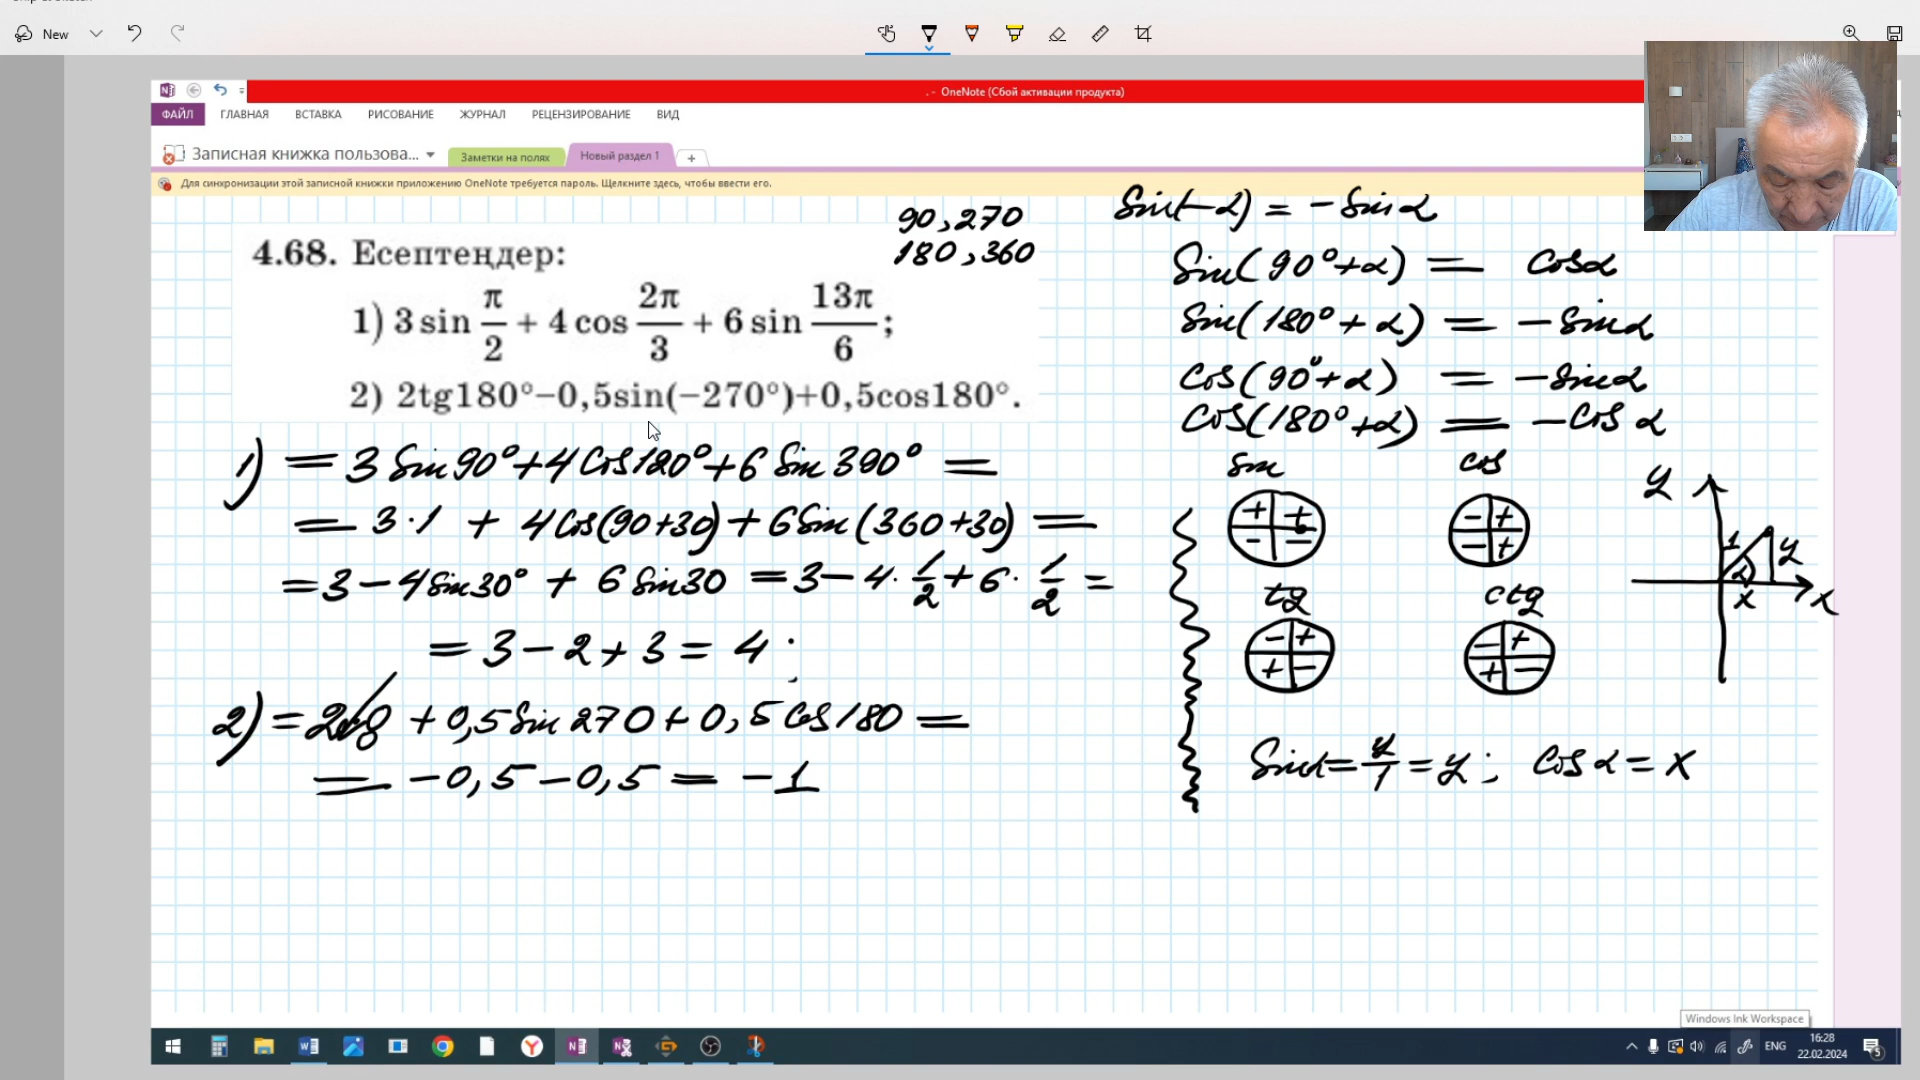 New
. - OneNote (Сбой активации продукта)
ФАЙЛ ГЛАВНАЯ ВСТАВКА РИСОВАНИЕ ЖУРНАЛ РЕЦЕНЗИРОВАНИЕ ВИД
Записная книжка пользова... Заметки на полях Новый раздел 1 +
Для синхронизации этой записной книжки приложению OneNote требуется пароль. Щелкните здесь, чтобы ввести его.
90, 270
180, 360
4.68. Есептеңдер:
1) 3 sin π/2 + 4 cos 2π/3 + 6 sin 13π/6;
2) 2tg180°−0,5sin(−270°)+0,5cos180°.
1) = 3 Sin 90° + 4 Cos 120° + 6 Sin 390° =
= 3·1 + 4 Cos(90+30) + 6 Sin(360+30) =
= 3 − 4 Sin 30° + 6 Sin 30 = 3 − 4·1/2 + 6·1/2 =
= 3 − 2 + 3 = 4;
2) = + 0,5 Sin 270 + 0,5 Cos 180 =
= −0,5 − 0,5 = −1
Sin(−α) = −Sin α
Sin(90°+α) = Cos α
Sin(180°+α) = −Sin α
Cos(90°+α) = −Sin α
Cos(180°+α) = −Cos α
Sin Cos
+ + − +
− − − +
tg ctg
− + − +
+ − + −
y
1 y
α
x x
Sin α = y/1 = y; Cos α = x
Windows Ink Workspace
ENG 16:28
22.02.2024
5